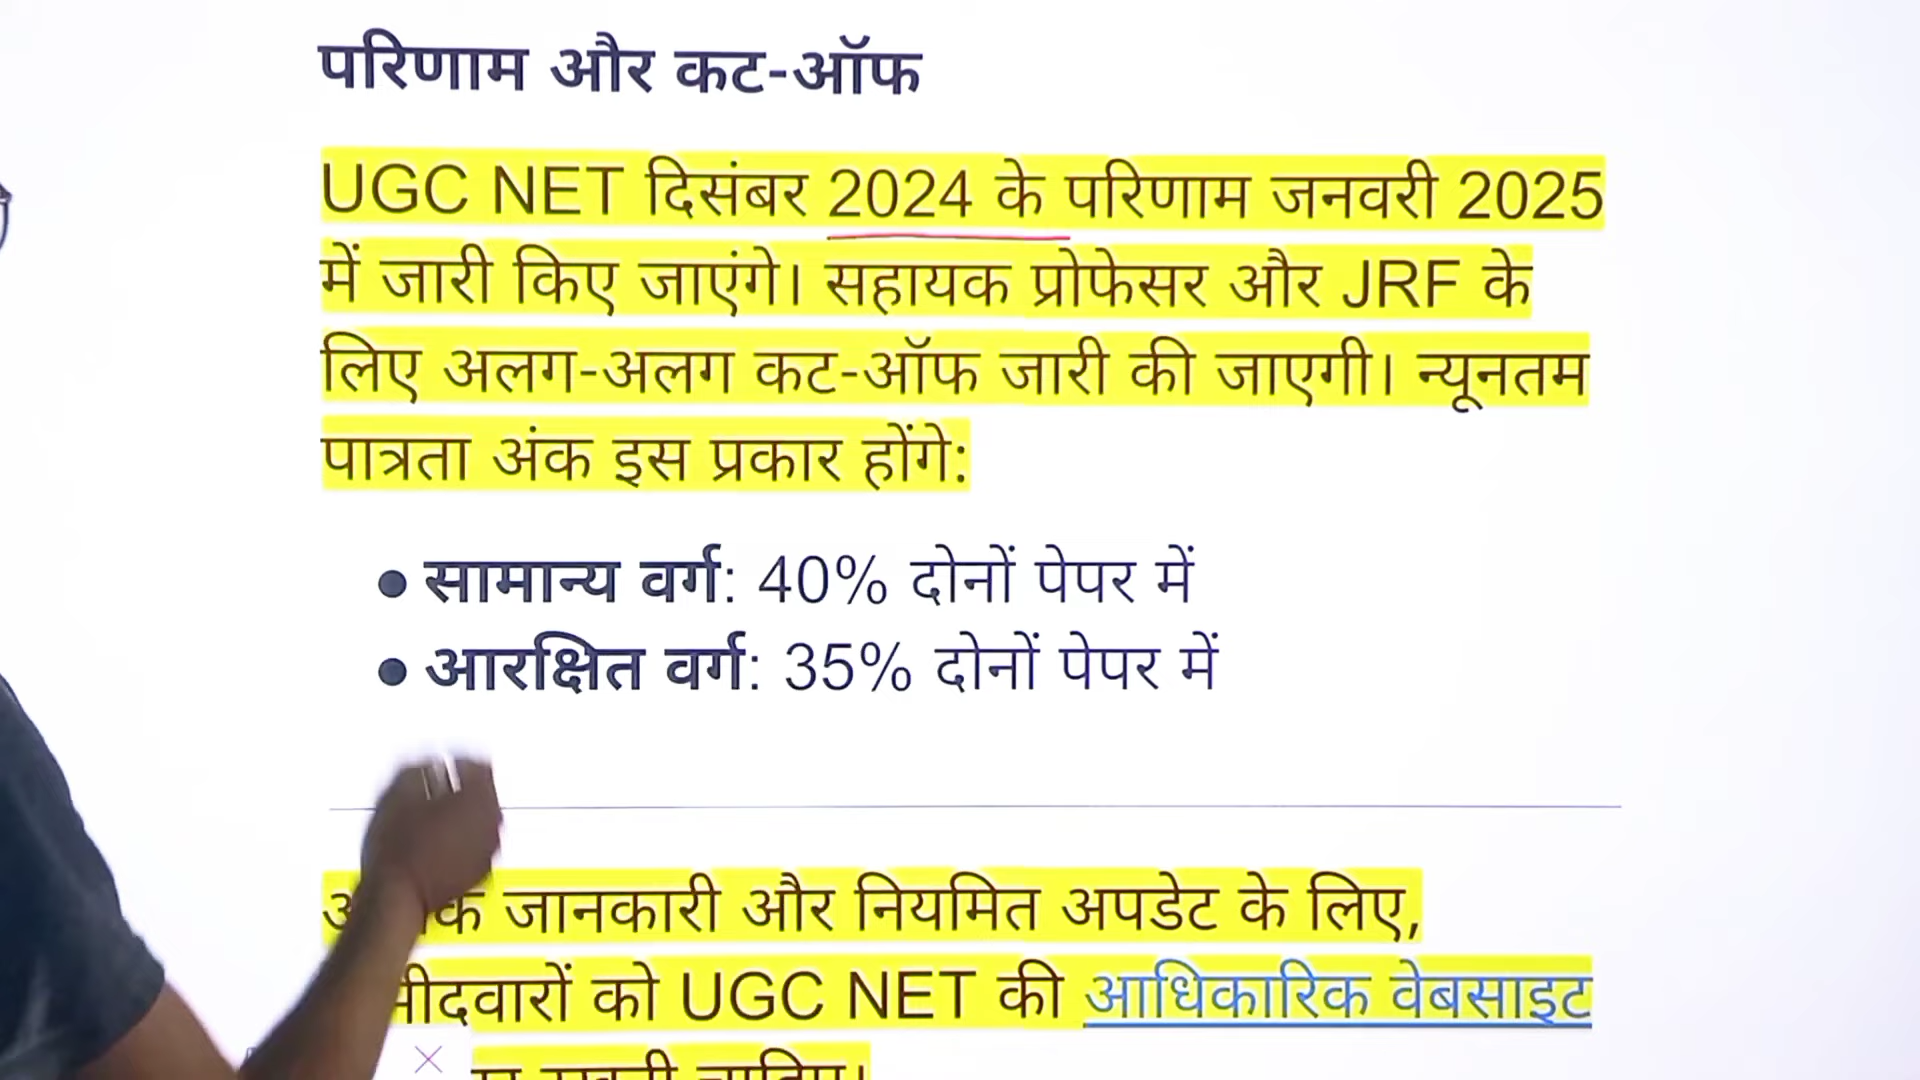 परिणाम और कट-ऑफ
UGC NET दिसंबर 2024 के परिणाम जनवरी 2025
में जारी किए जाएंगे। सहायक प्रोफेसर और JRF के
लिए अलग-अलग कट-ऑफ जारी की जाएगी। न्यूनतम
पात्रता अंक इस प्रकार होंगे:
● सामान्य वर्ग: 40% दोनों पेपर में
● आरक्षित वर्ग: 35% दोनों पेपर में
जानकारी और नियमित अपडेट के लिए,
को UGC NET की आधिकारिक वेबसाइट